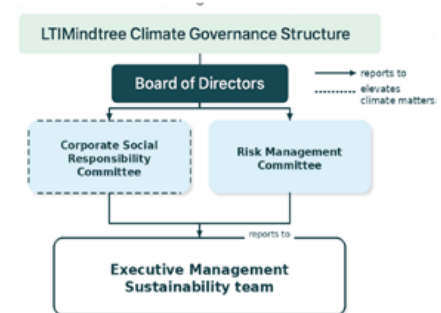 LTIMindtree Climate Governance Structure
Board of Directors
reports to
elevates
climate matters
Corporate Social
Responsibility
Committee
Risk Management
Committee
reports to
Executive Management
Sustainability team